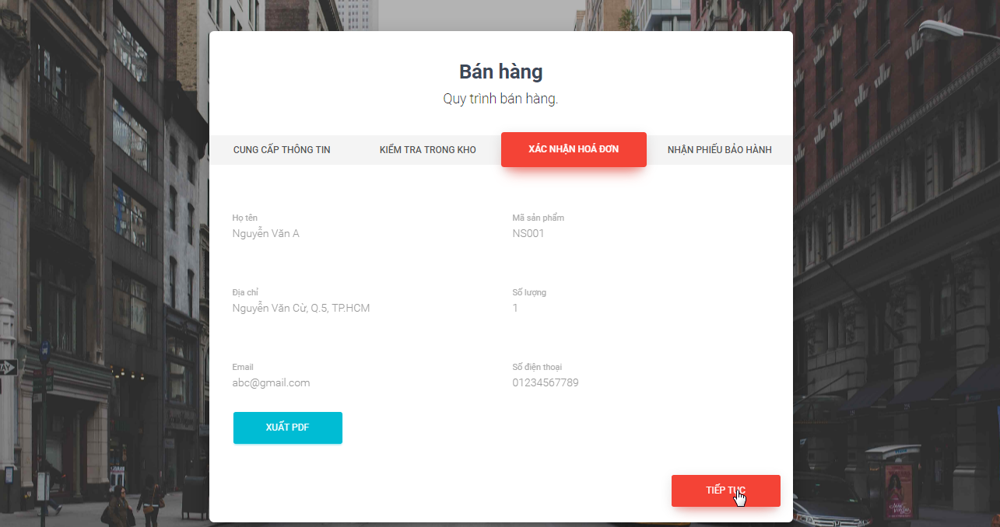 Bán hàng
Quy trình bán hàng.
CUNG CẤP THÔNG TIN
KIỂM TRA TRONG KHO
XÁC NHẬN HOÁ ĐƠN
NHẬN PHIẾU BẢO HÀNH
Họ tên
Nguyễn Văn A
Mã sản phẩm
NS001
Địa chỉ
Nguyễn Văn Cừ, Q.5, TP.HCM
Số lượng
1
Email
abc@gmail.com
Số điện thoại
01234567789
XUẤT PDF
TIẾP TỤC